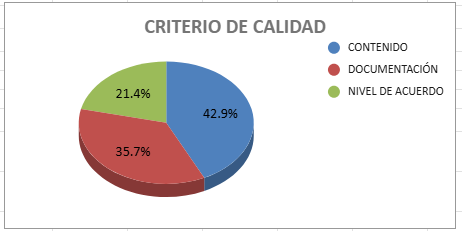 CRITERIO DE CALIDAD
CONTENIDO
DOCUMENTACIÓN
NIVEL DE ACUERDO
21.4%
42.9%
35.7%